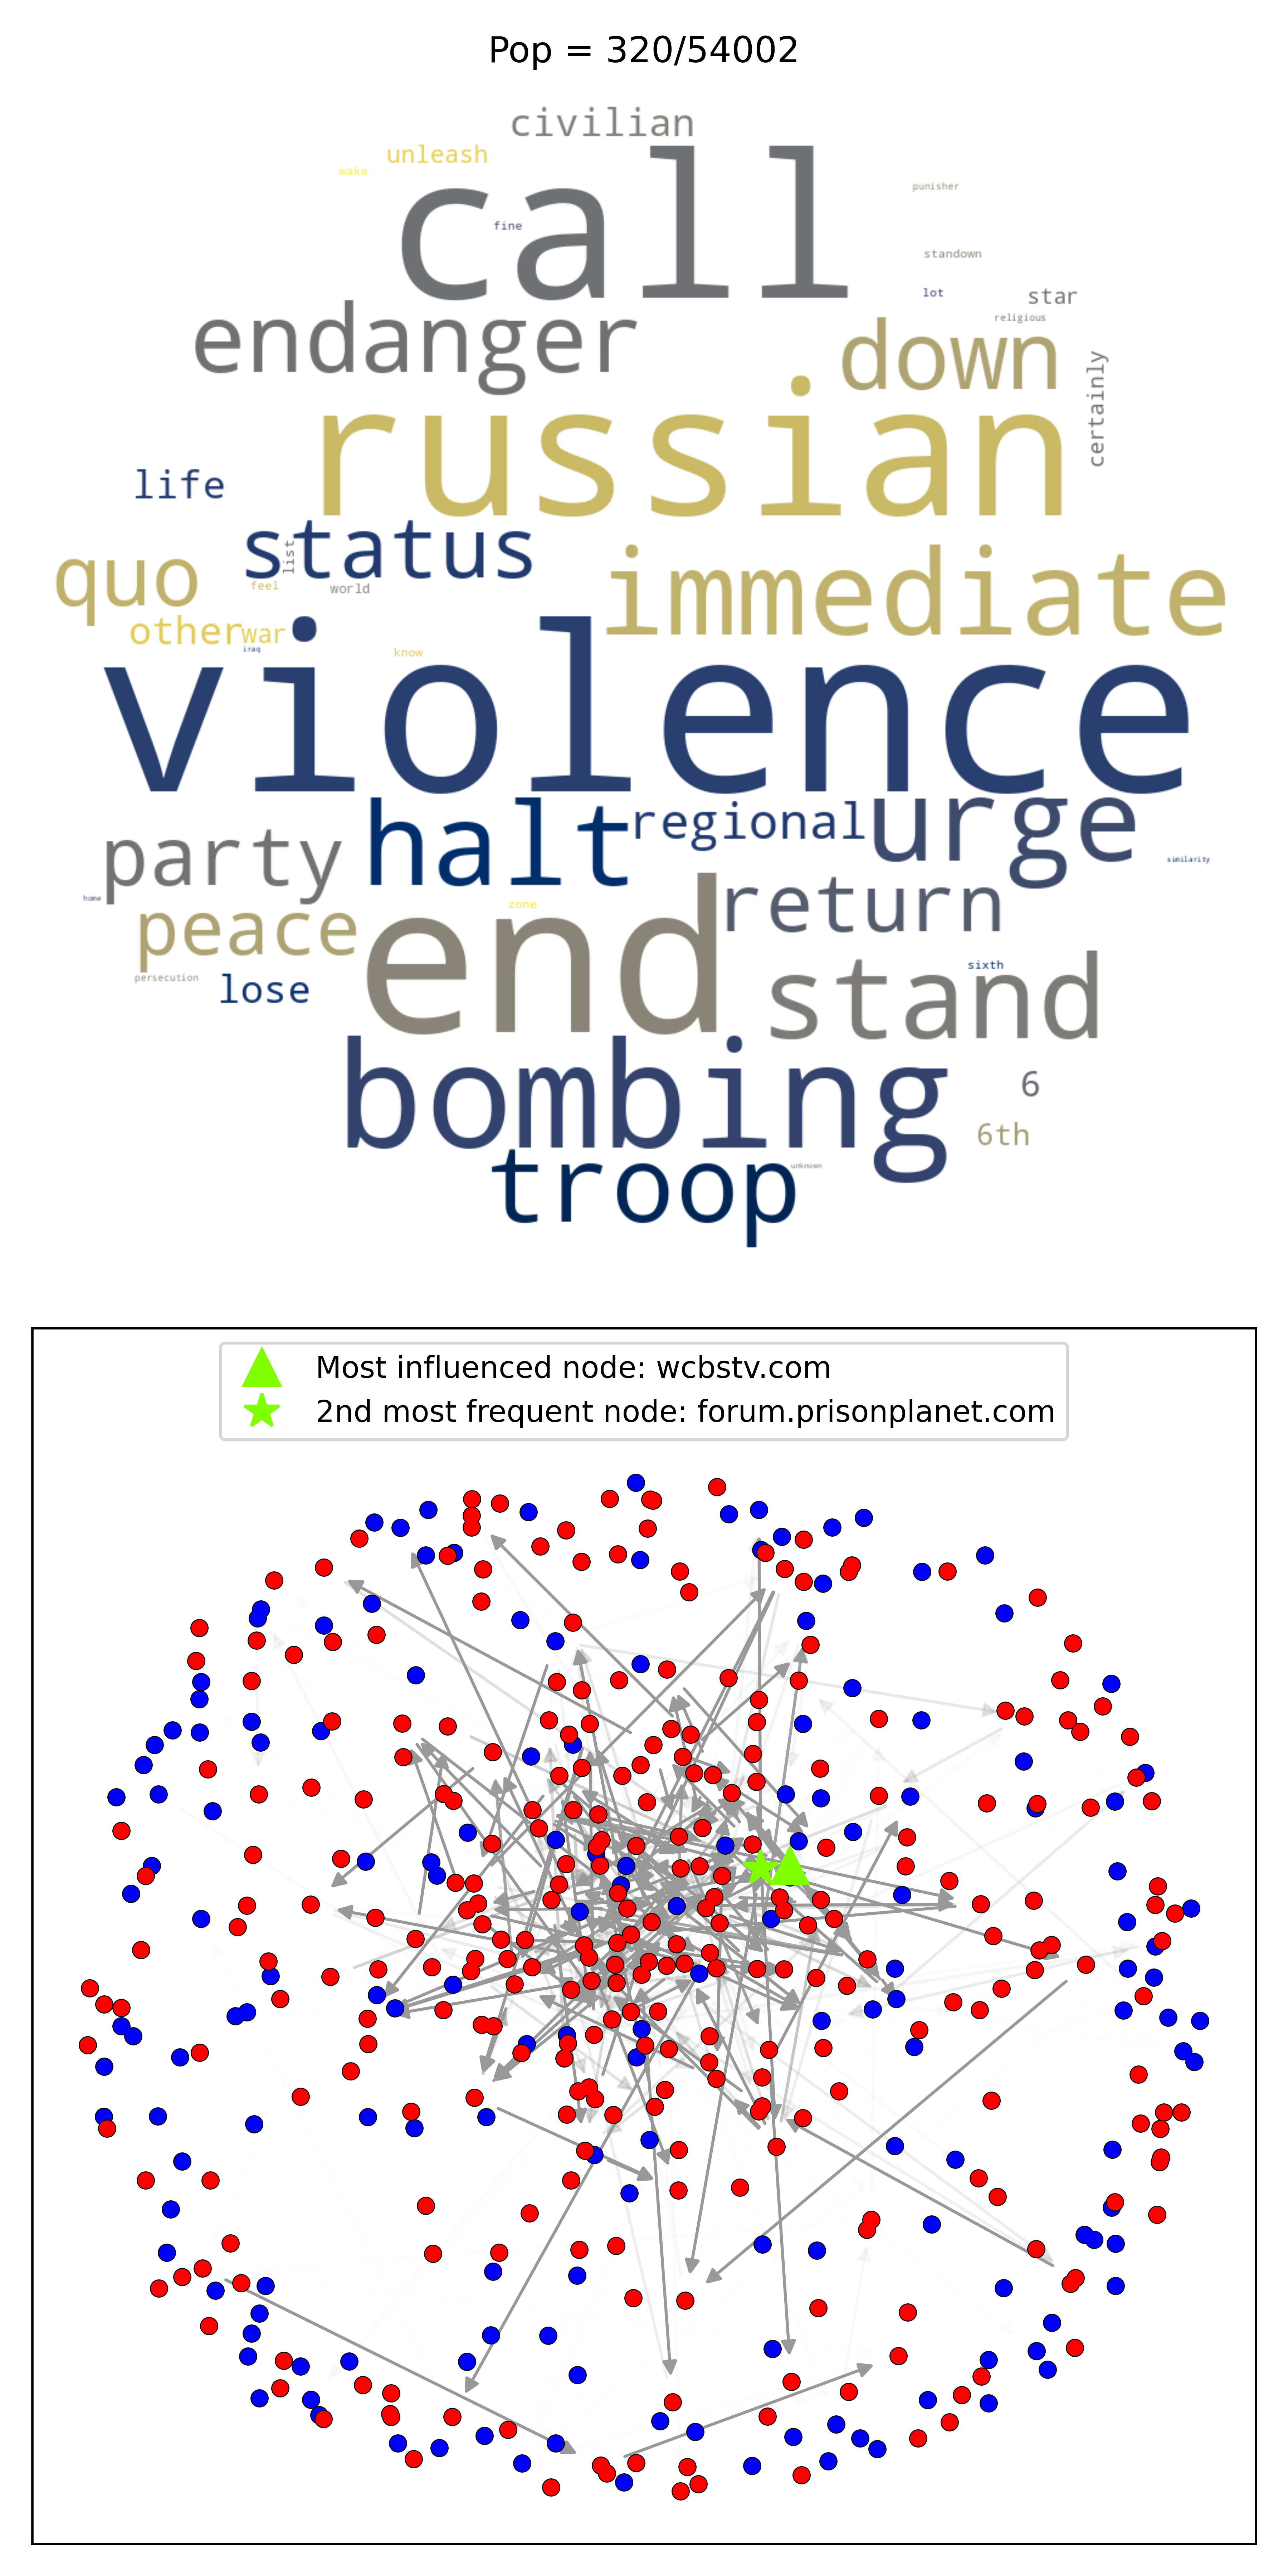 Pop = 320/54002
civilian
unleash
wake
call
punisher
fine
standown
lot
star
religious
endanger
down
certainly
russian
life
status
list
quo
feel
world
immediate
other
war
iraq
know
violence
halt
regional
urge
party
similarity
home
peace
zone
return
end
persecution
lose
sixth
stand
bombing
6
6th
troop
unknown
Most influenced node: wcbstv.com
2nd most frequent node: forum.prisonplanet.com